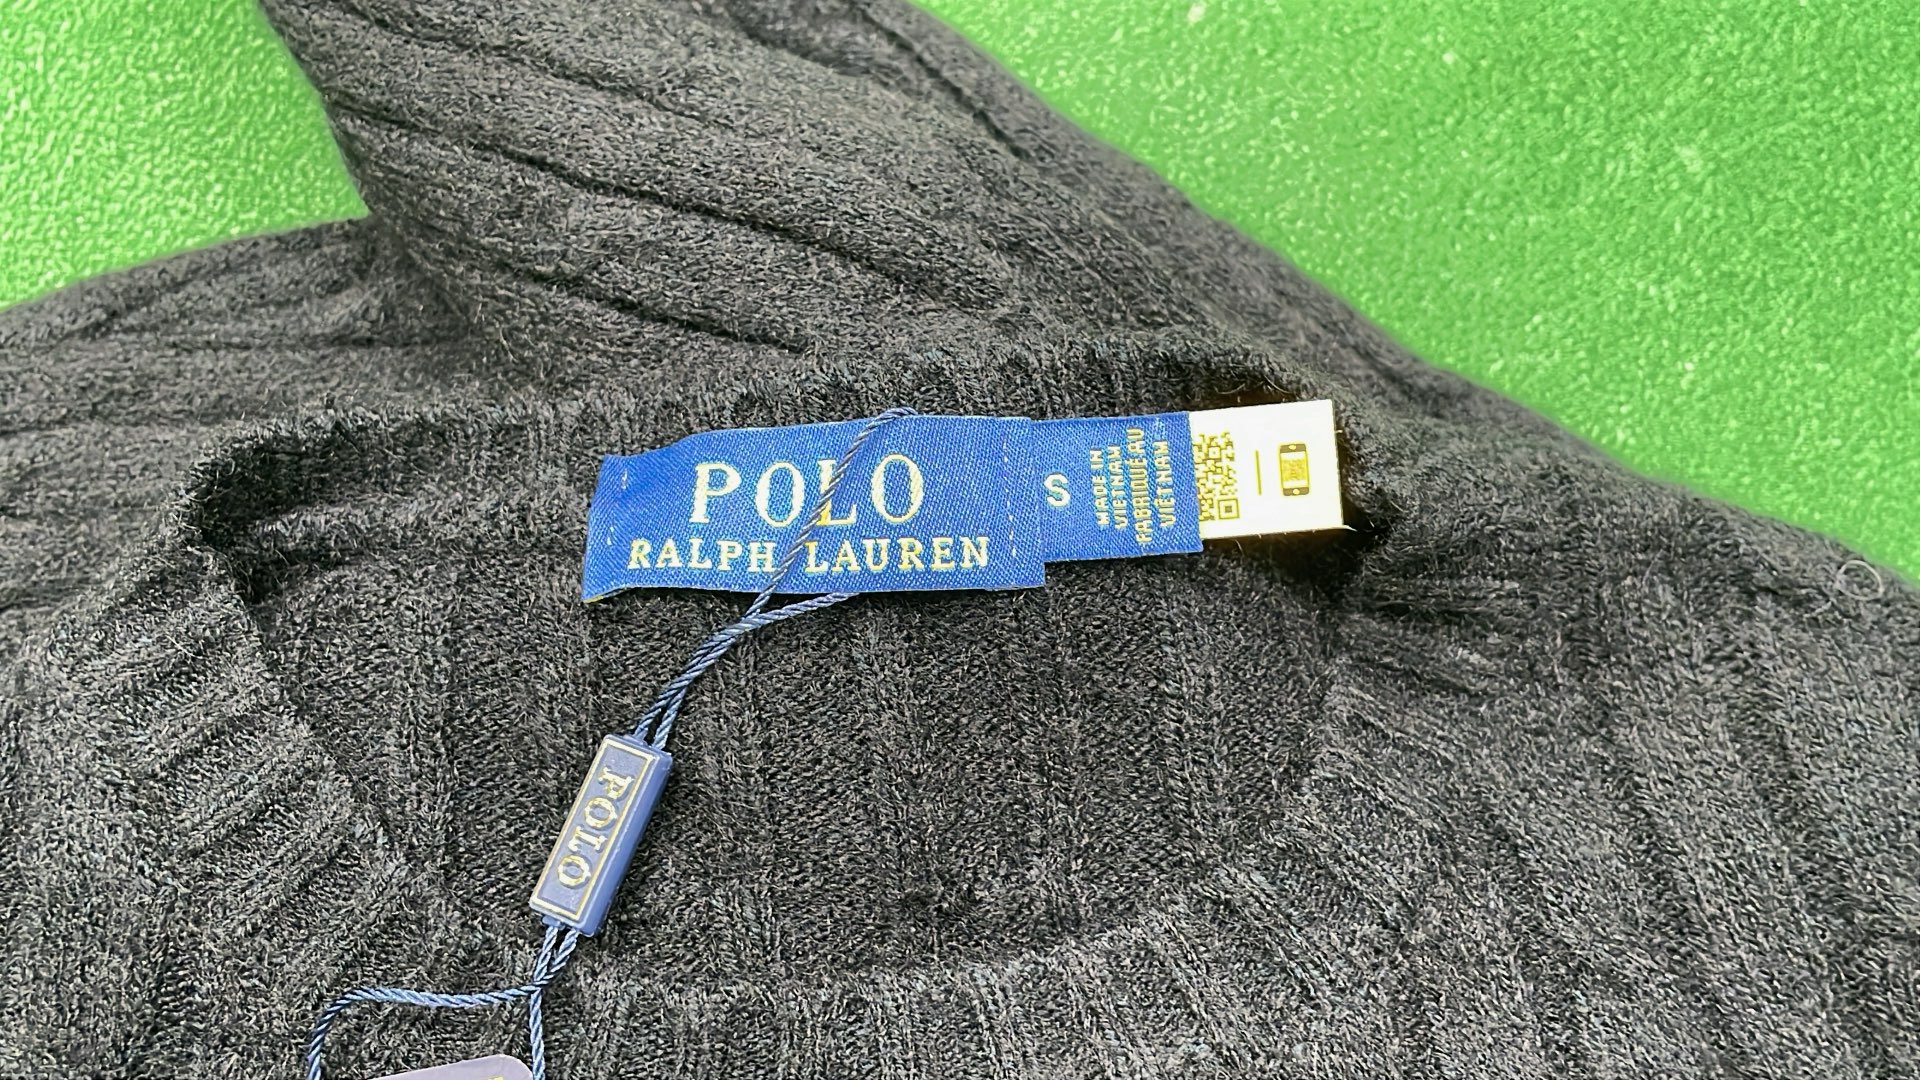 POLO
RALPH LAUREN
S
MADE IN
VIETNAM
FABRIQUÉ AU
VIETNAM
POLO